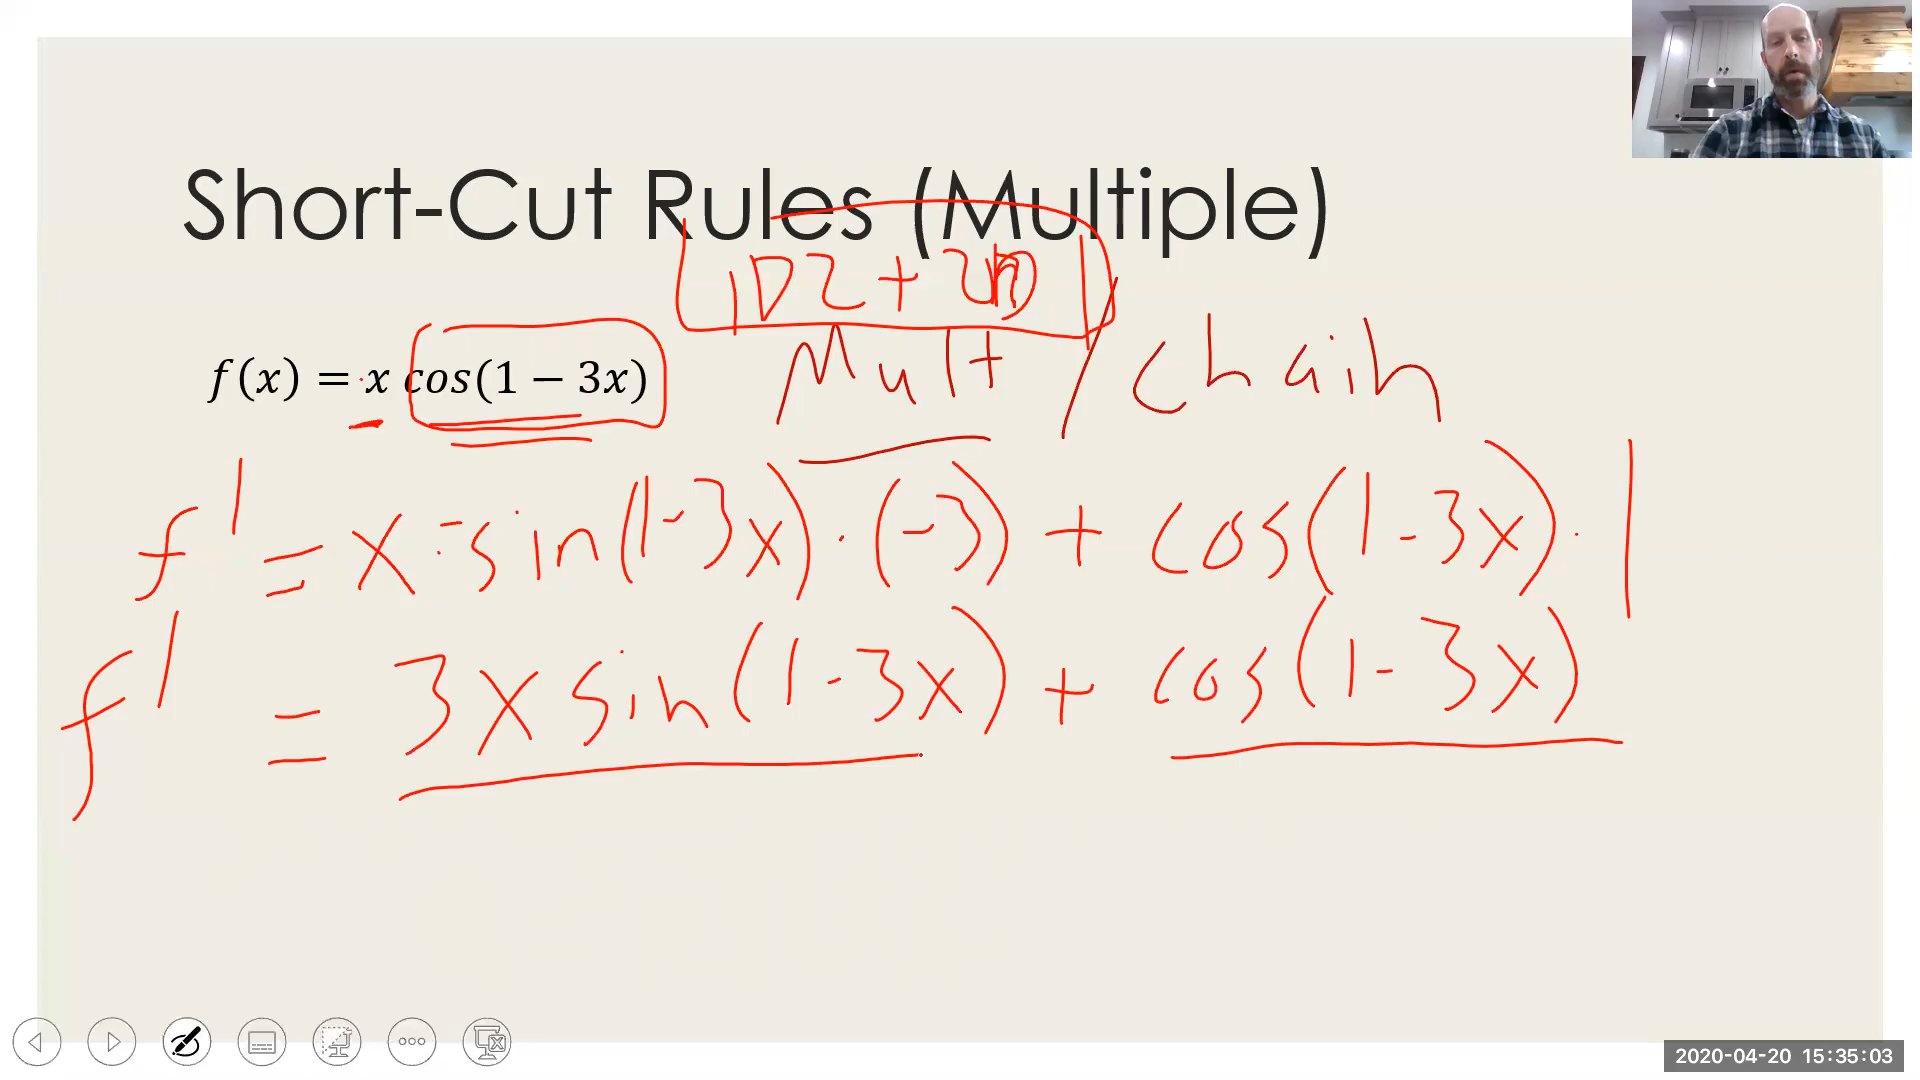 Short-Cut Rules (Multiple)
1D2 + 2D1
f(x) = x cos(1 − 3x)
Mult / chain
f' = x · -sin(1-3x) · (-3) + cos(1-3x) · 1
f' = 3x sin(1-3x) + cos(1-3x)
2020-04-20 15:35:03